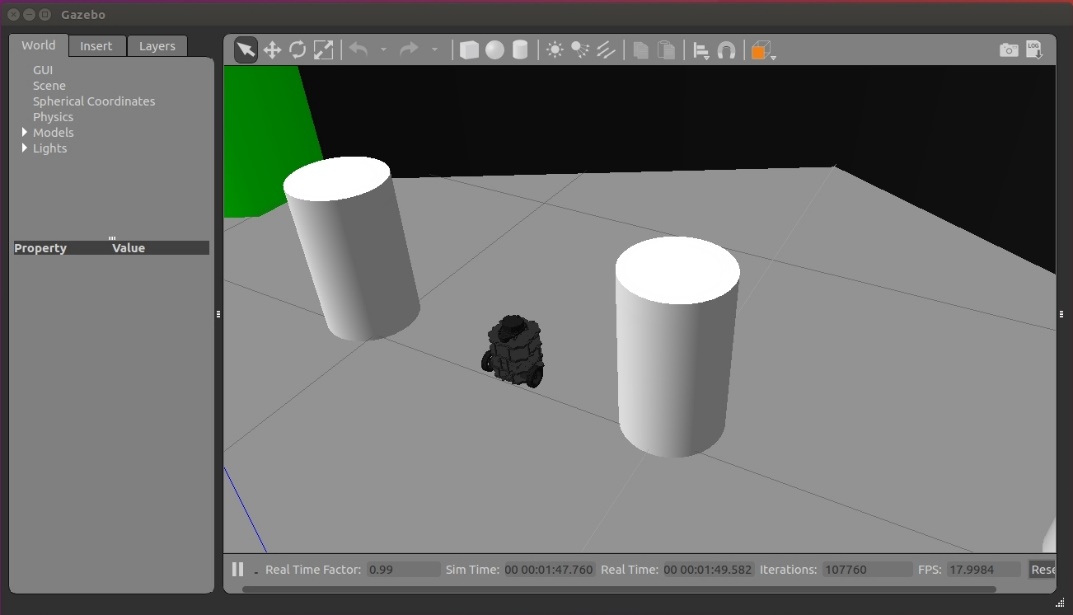 Gazebo
World Insert Layers
GUI
Scene
Spherical Coordinates
Physics
Models
Lights
Property Value
LOG
Real Time Factor: 0.99 Sim Time: 00 00:01:47.760 Real Time: 00 00:01:49.582 Iterations: 107760 FPS: 17.9984 Rese